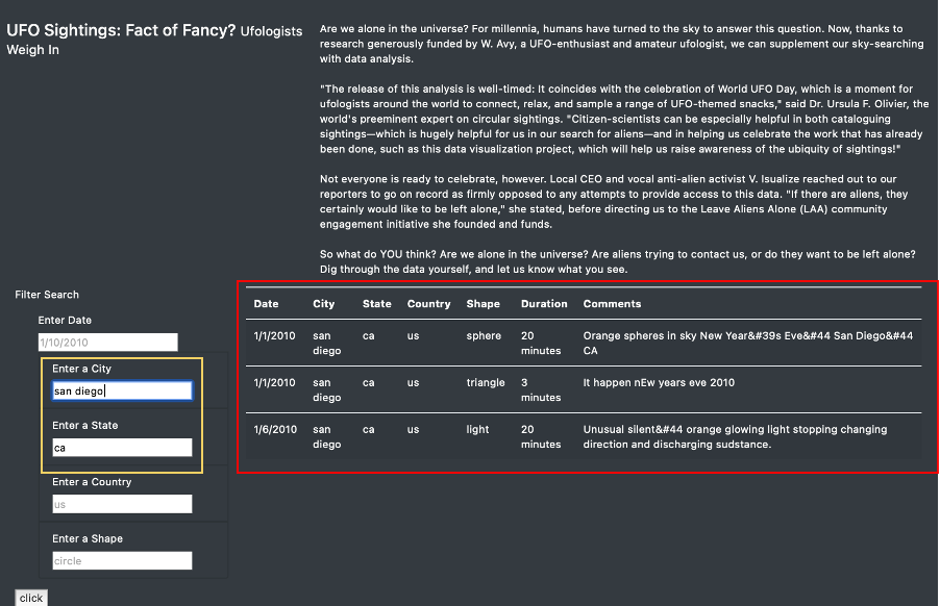 UFO Sightings: Fact of Fancy? Ufologists
Weigh In
Are we alone in the universe? For millennia, humans have turned to the sky to answer this question. Now, thanks to
research generously funded by W. Avy, a UFO-enthusiast and amateur ufologist, we can supplement our sky-searching
with data analysis.
"The release of this analysis is well-timed: It coincides with the celebration of World UFO Day, which is a moment for
ufologists around the world to connect, relax, and sample a range of UFO-themed snacks," said Dr. Ursula F. Olivier, the
world's preeminent expert on circular sightings. "Citizen-scientists can be especially helpful in both cataloguing
sightings—which is hugely helpful for us in our search for aliens—and in helping us celebrate the work that has already
been done, such as this data visualization project, which will help us raise awareness of the ubiquity of sightings!"
Not everyone is ready to celebrate, however. Local CEO and vocal anti-alien activist V. Isualize reached out to our
reporters to go on record as firmly opposed to any attempts to provide access to this data. "If there are aliens, they
certainly would like to be left alone," she stated, before directing us to the Leave Aliens Alone (LAA) community
engagement initiative she founded and funds.
So what do YOU think? Are we alone in the universe? Are aliens trying to contact us, or do they want to be left alone?
Dig through the data yourself, and let us know what you see.
Filter Search
Enter Date
1/10/2010
Enter a City
san diego
Enter a State
ca
Enter a Country
us
Enter a Shape
circle
click
Date City State Country Shape Duration Comments
1/1/2010 san ca us sphere 20 Orange spheres in sky New Year&#39s Eve&#44 San Diego&#44
diego minutes CA
1/1/2010 san ca us triangle 3 It happen nEw years eve 2010
diego minutes
1/6/2010 san ca us light 20 Unusual silent&#44 orange glowing light stopping changing
diego minutes direction and discharging sudstance.